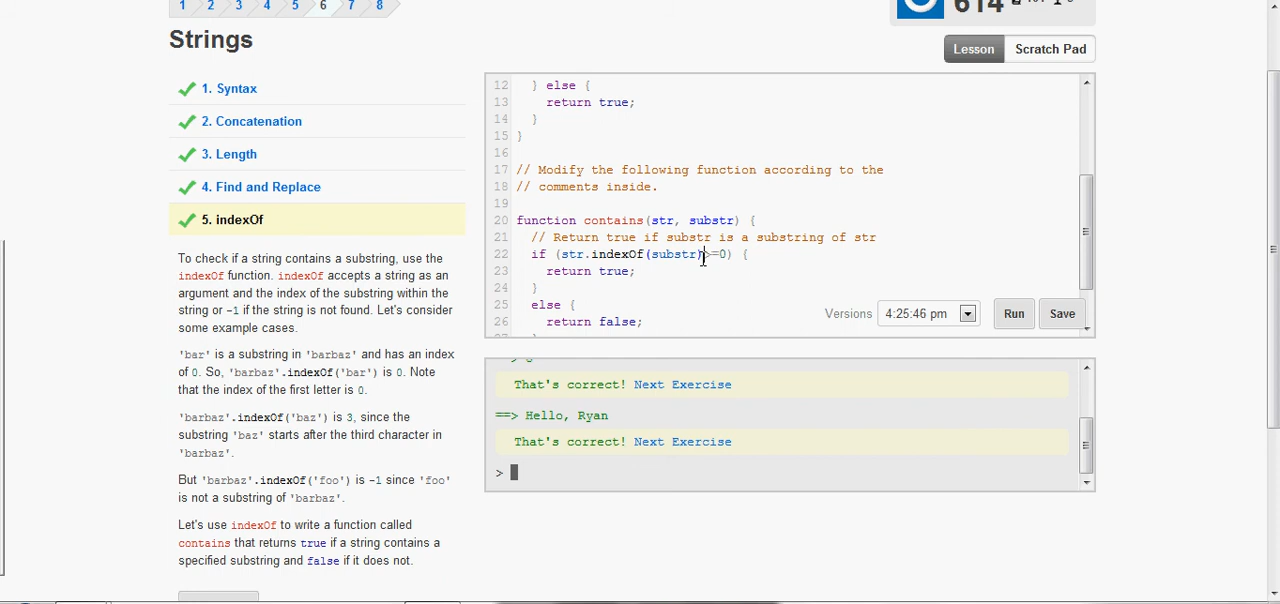 1 2 3 4 5 6 7 8
614
Strings
Lesson Scratch Pad
1. Syntax
2. Concatenation
3. Length
4. Find and Replace
5. indexOf
To check if a string contains a substring, use the
indexOf function. indexOf accepts a string as an
argument and the index of the substring within the
string or -1 if the string is not found. Let's consider
some example cases.
'bar' is a substring in 'barbaz' and has an index
of 0. So, 'barbaz'.indexOf('bar') is 0. Note
that the index of the first letter is 0.
'barbaz'.indexOf('baz') is 3, since the
substring 'baz' starts after the third character in
'barbaz'.
But 'barbaz'.indexOf('foo') is -1 since 'foo'
is not a substring of 'barbaz'.
Let's use indexOf to write a function called
contains that returns true if a string contains a
specified substring and false if it does not.
12 } else {
13 return true;
14 }
15 }
16
17 // Modify the following function according to the
18 // comments inside.
19
20 function contains(str, substr) {
21 // Return true if substr is a substring of str
22 if (str.indexOf(substr)>=0) {
23 return true;
24 }
25 else {
26 return false;
Versions 4:25:46 pm Run Save
That's correct! Next Exercise
==> Hello, Ryan
That's correct! Next Exercise
>